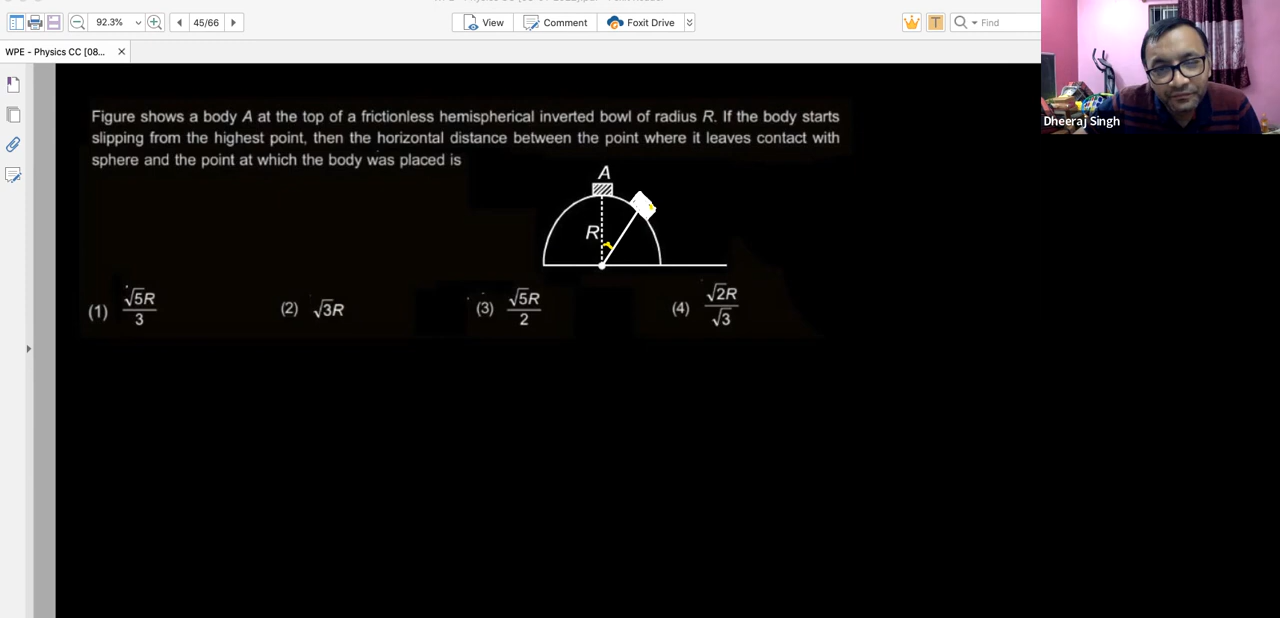 92.3%
45/66
View
Comment
Foxit Drive
Find
WPE - Physics CC [08...
Dheeraj Singh
Figure shows a body A at the top of a frictionless hemispherical inverted bowl of radius R. If the body starts
slipping from the highest point, then the horizontal distance between the point where it leaves contact with
sphere and the point at which the body was placed is
A
R
(1) √5R/3 (2) √3R (3) √5R/2 (4) √2R/√3